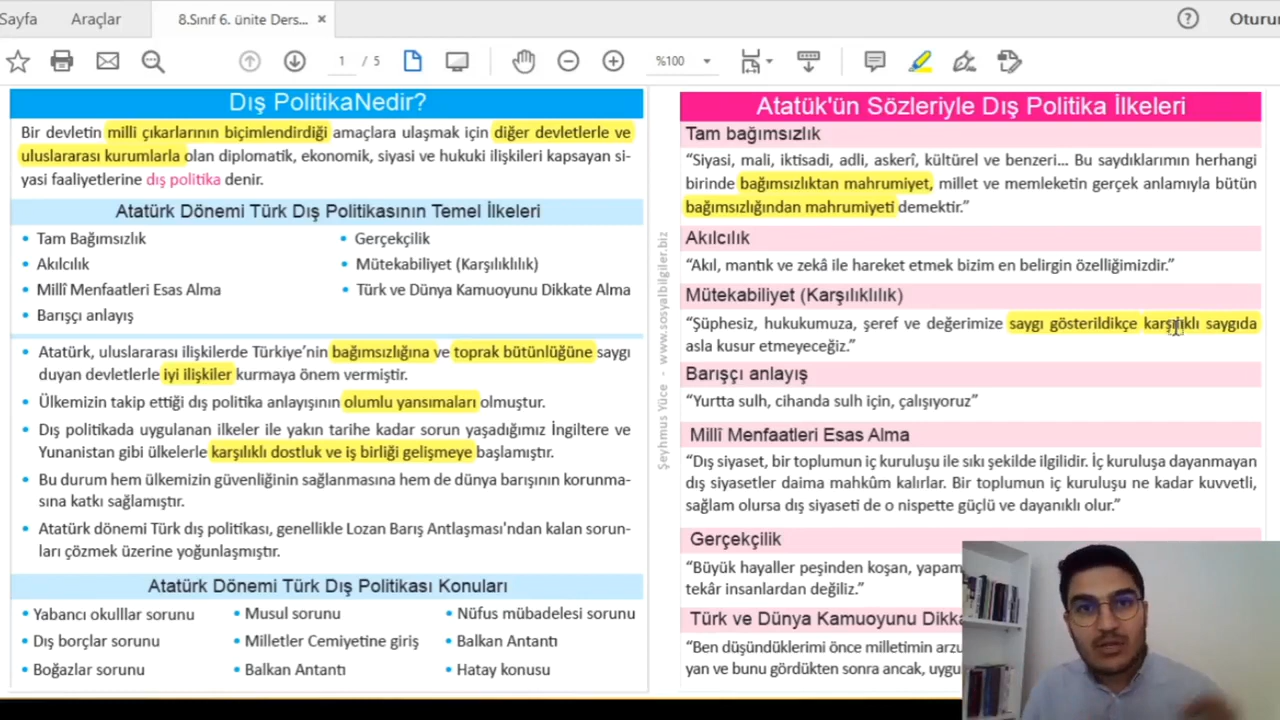 Sayfa
Araçlar
8.Sınıf 6. ünite Ders...
×
?
Oturu
1 / 5
%100
Dış PolitikaNedir?
Bir devletin milli çıkarlarının biçimlendirdiği amaçlara ulaşmak için diğer devletlerle ve
uluslararası kurumlarla olan diplomatik, ekonomik, siyasi ve hukuki ilişkileri kapsayan si-
yasi faaliyetlerine dış politika denir.
Atatürk Dönemi Türk Dış Politikasının Temel İlkeleri
• Tam Bağımsızlık
• Gerçekçilik
• Akılcılık
• Mütekabiliyet (Karşılıklılık)
• Millî Menfaatleri Esas Alma
• Türk ve Dünya Kamuoyunu Dikkate Alma
• Barışçı anlayış
• Atatürk, uluslararası ilişkilerde Türkiye'nin bağımsızlığına ve toprak bütünlüğüne saygı
duyan devletlerle iyi ilişkiler kurmaya önem vermiştir.
• Ülkemizin takip ettiği dış politika anlayışının olumlu yansımaları olmuştur.
• Dış politikada uygulanan ilkeler ile yakın tarihe kadar sorun yaşadığımız İngiltere ve
Yunanistan gibi ülkelerle karşılıklı dostluk ve iş birliği gelişmeye başlamıştır.
• Bu durum hem ülkemizin güvenliğinin sağlanmasına hem de dünya barışının korunma-
sına katkı sağlamıştır.
• Atatürk dönemi Türk dış politikası, genellikle Lozan Barış Antlaşması'ndan kalan sorun-
ları çözmek üzerine yoğunlaşmıştır.
Atatürk Dönemi Türk Dış Politikası Konuları
• Yabancı okulllar sorunu
• Musul sorunu
• Nüfus mübadelesi sorunu
• Dış borçlar sorunu
• Milletler Cemiyetine giriş
• Balkan Antantı
• Boğazlar sorunu
• Balkan Antantı
• Hatay konusu
Şeyhmus Yüce - www.sosyalbilgiler.biz
Atatük'ün Sözleriyle Dış Politika İlkeleri
Tam bağımsızlık
“Siyasi, mali, iktisadi, adli, askerî, kültürel ve benzeri... Bu saydıklarımın herhangi
birinde bağımsızlıktan mahrumiyet, millet ve memleketin gerçek anlamıyla bütün
bağımsızlığından mahrumiyeti demektir.”
Akılcılık
“Akıl, mantık ve zekâ ile hareket etmek bizim en belirgin özelliğimizdir.”
Mütekabiliyet (Karşılıklılık)
“Şüphesiz, hukukumuza, şeref ve değerimize saygı gösterildikçe karşılıklı saygıda
asla kusur etmeyeceğiz.”
Barışçı anlayış
“Yurtta sulh, cihanda sulh için, çalışıyoruz”
Millî Menfaatleri Esas Alma
“Dış siyaset, bir toplumun iç kuruluşu ile sıkı şekilde ilgilidir. İç kuruluşa dayanmayan
dış siyasetler daima mahkûm kalırlar. Bir toplumun iç kuruluşu ne kadar kuvvetli,
sağlam olursa dış siyaseti de o nispette güçlü ve dayanıklı olur.”
Gerçekçilik
“Büyük hayaller peşinden koşan, yapam
tekâr insanlardan değiliz.”
Türk ve Dünya Kamuoyunu Dikka
“Ben düşündüklerimi önce milletimin arzu
yan ve bunu gördükten sonra ancak, uygu